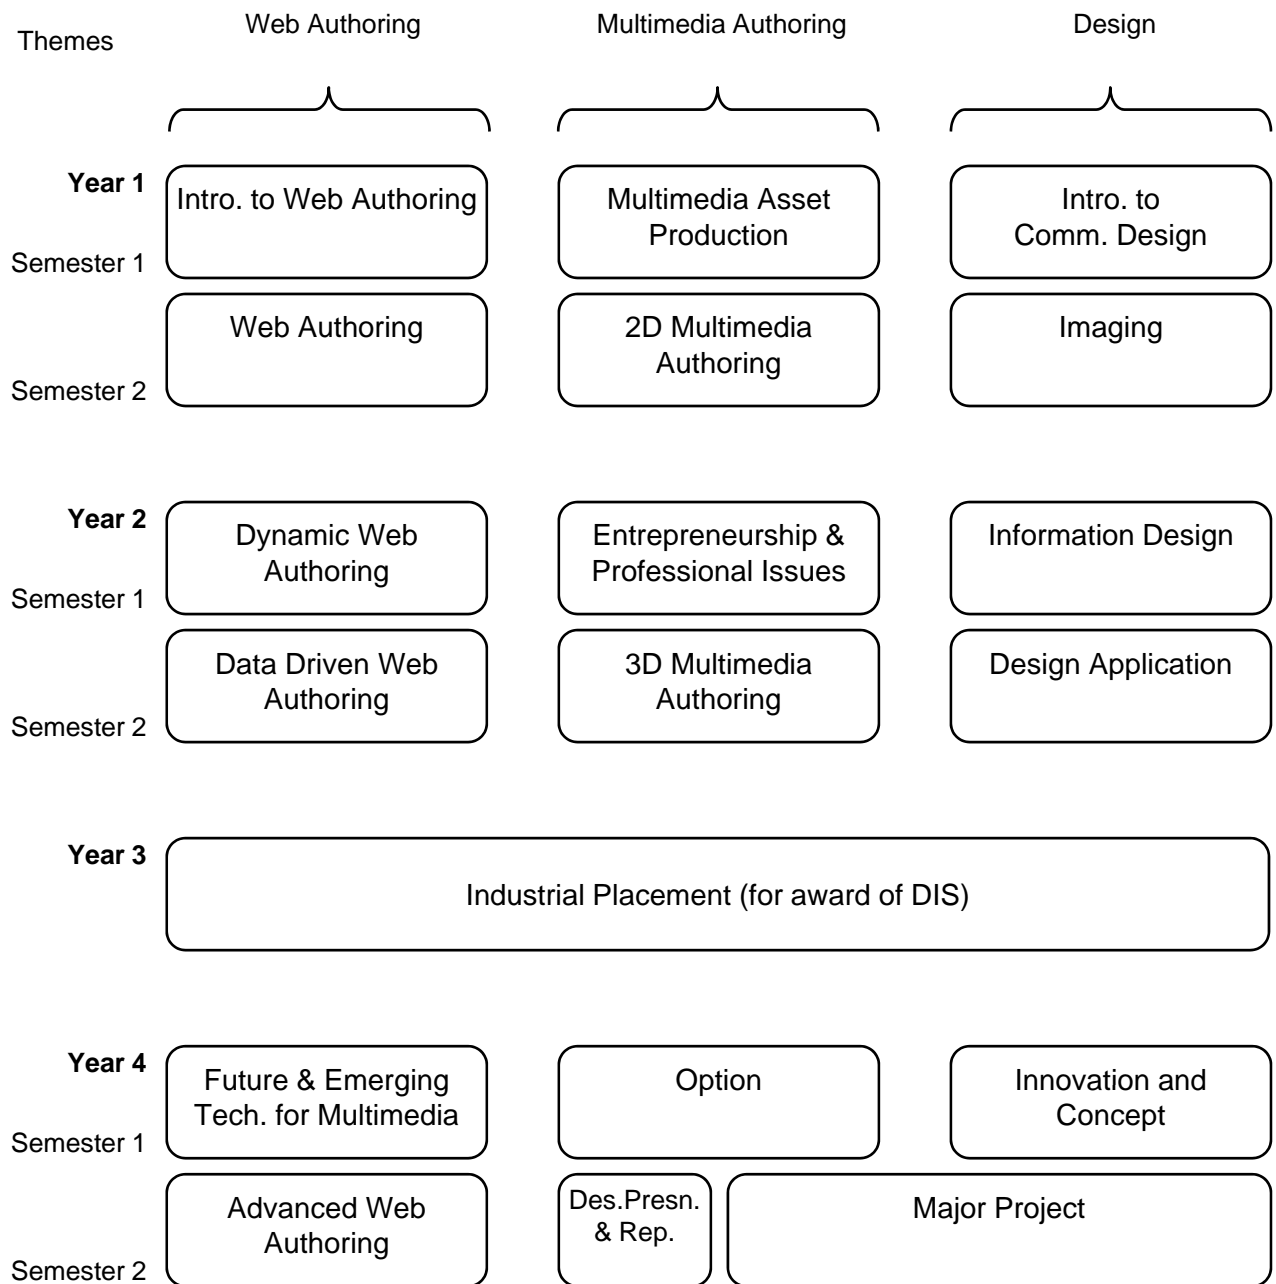 Themes
Web Authoring
Multimedia Authoring
Design
Year 1
Semester 1
Intro. to Web Authoring
Multimedia Asset
Production
Intro. to
Comm. Design
Semester 2
Web Authoring
2D Multimedia
Authoring
Imaging
Year 2
Semester 1
Dynamic Web
Authoring
Entrepreneurship &
Professional Issues
Information Design
Semester 2
Data Driven Web
Authoring
3D Multimedia
Authoring
Design Application
Year 3
Industrial Placement (for award of DIS)
Year 4
Semester 1
Future & Emerging
Tech. for Multimedia
Option
Innovation and
Concept
Semester 2
Advanced Web
Authoring
Des.Presn.
& Rep.
Major Project